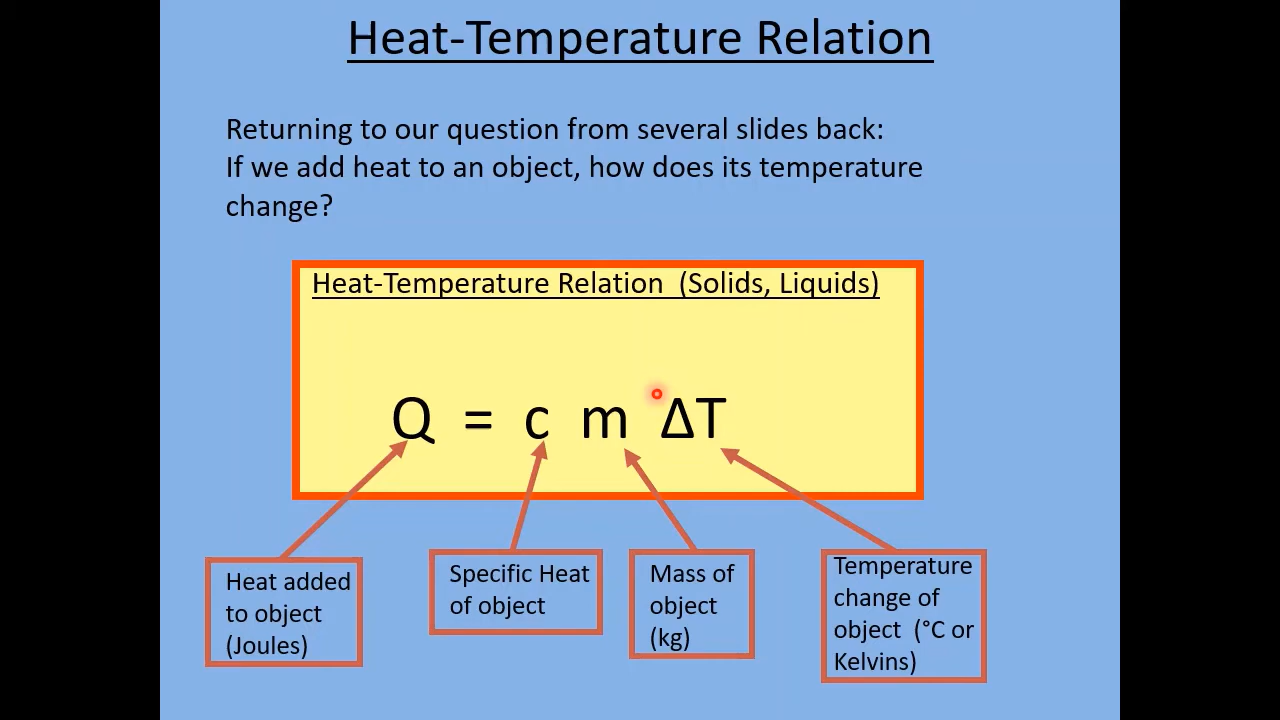 Heat-Temperature Relation
Returning to our question from several slides back:
If we add heat to an object, how does its temperature
change?
Heat-Temperature Relation (Solids, Liquids)
Q = c m ΔT
Heat added
to object
(Joules)
Specific Heat
of object
Mass of
object
(kg)
Temperature
change of
object (°C or
Kelvins)